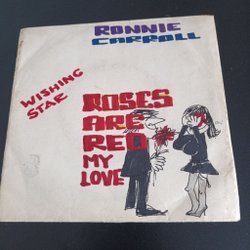 RONNIE
CARROLL
WISHING
STAR
ROSES
ARE
RED
MY
LOVE